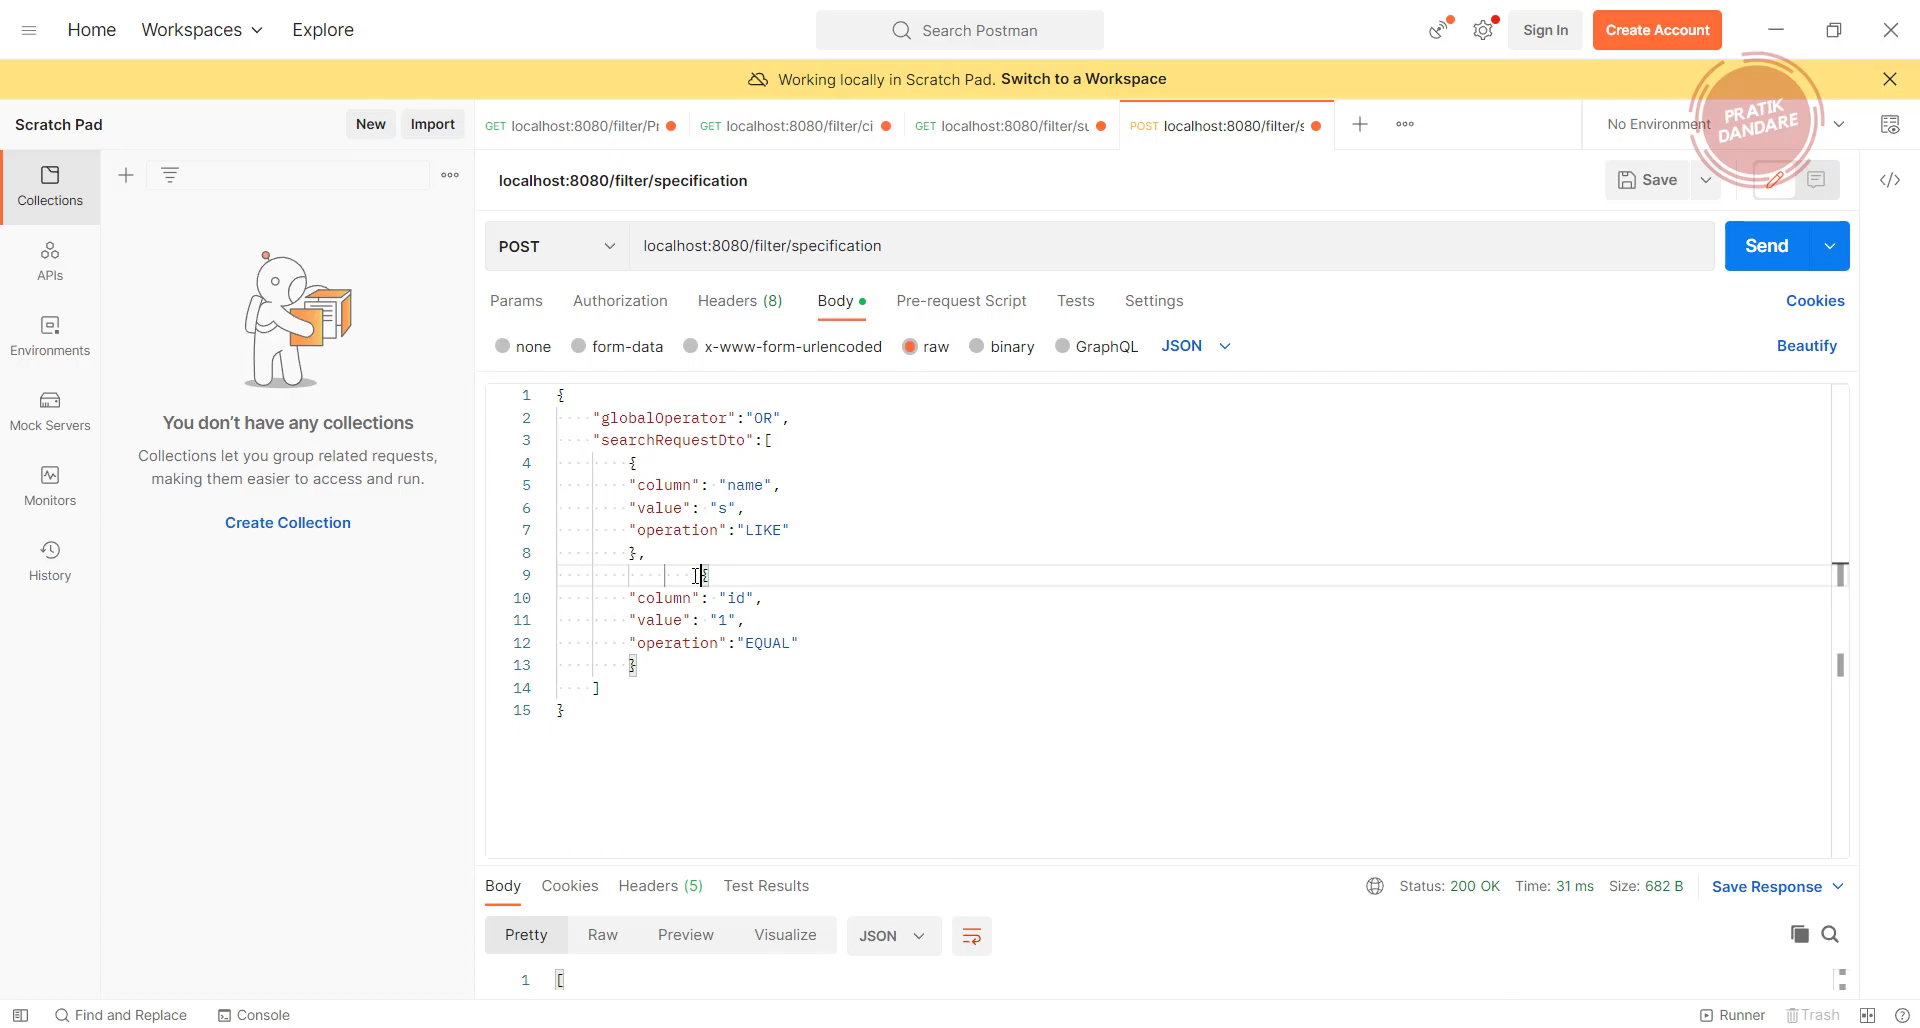 Home Workspaces Explore
Search Postman
Sign In Create Account
Working locally in Scratch Pad. Switch to a Workspace
PRATIK
DANDARE
Scratch Pad New Import
GET localhost:8080/filter/Pr
GET localhost:8080/filter/ci
GET localhost:8080/filter/su
POST localhost:8080/filter/s
No Environment
Collections
APIs
Environments
Mock Servers
Monitors
History
You don’t have any collections
Collections let you group related requests,
making them easier to access and run.
Create Collection
localhost:8080/filter/specification
Save
POST localhost:8080/filter/specification
Send
Params Authorization Headers (8) Body Pre-request Script Tests Settings Cookies
none form-data x-www-form-urlencoded raw binary GraphQL JSON Beautify
1 {
2 "globalOperator":"OR",
3 "searchRequestDto":[
4 {
5 "column": "name",
6 "value": "s",
7 "operation":"LIKE"
8 },
9 {
10 "column": "id",
11 "value": "1",
12 "operation":"EQUAL"
13 }
14 ]
15 }
Body Cookies Headers (5) Test Results
Status: 200 OK Time: 31 ms Size: 682 B Save Response
Pretty Raw Preview Visualize JSON
1 [
Find and Replace Console
Runner Trash